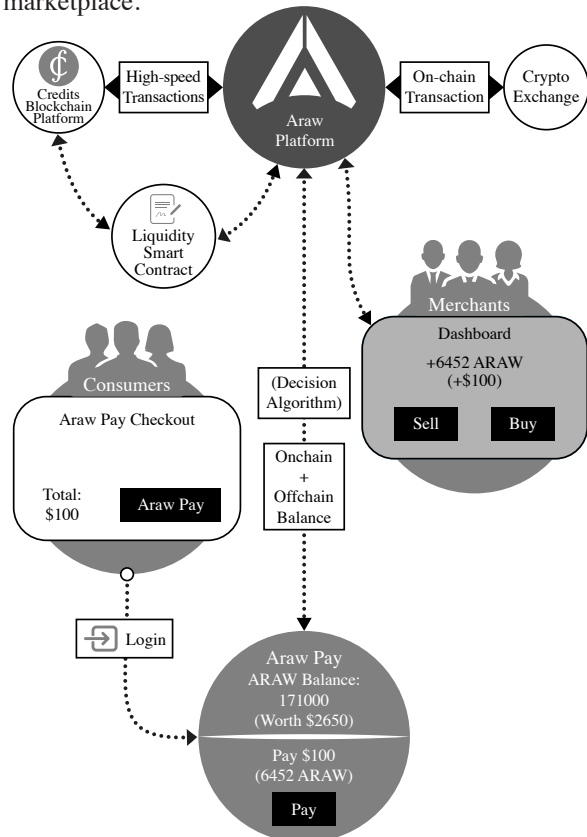 marketplace.
Credits
Blockchain
Platform
High-speed
Transactions
Araw
Platform
On-chain
Transaction
Crypto
Exchange
Liquidity
Smart
Contract
Merchants
Dashboard
+6452 ARAW
(+$100)
Sell
Buy
Consumers
Araw Pay Checkout
Total:
$100
Araw Pay
(Decision
Algorithm)
Onchain
+
Offchain
Balance
Login
Araw Pay
ARAW Balance:
171000
(Worth $2650)
Pay $100
(6452 ARAW)
Pay